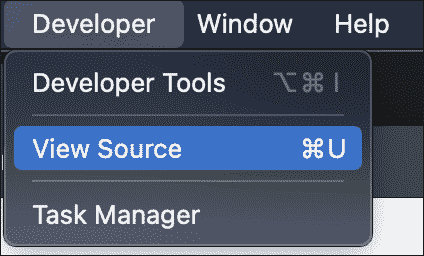 Developer Window Help
Developer Tools ⌥⌘I
View Source ⌘U
Task Manager